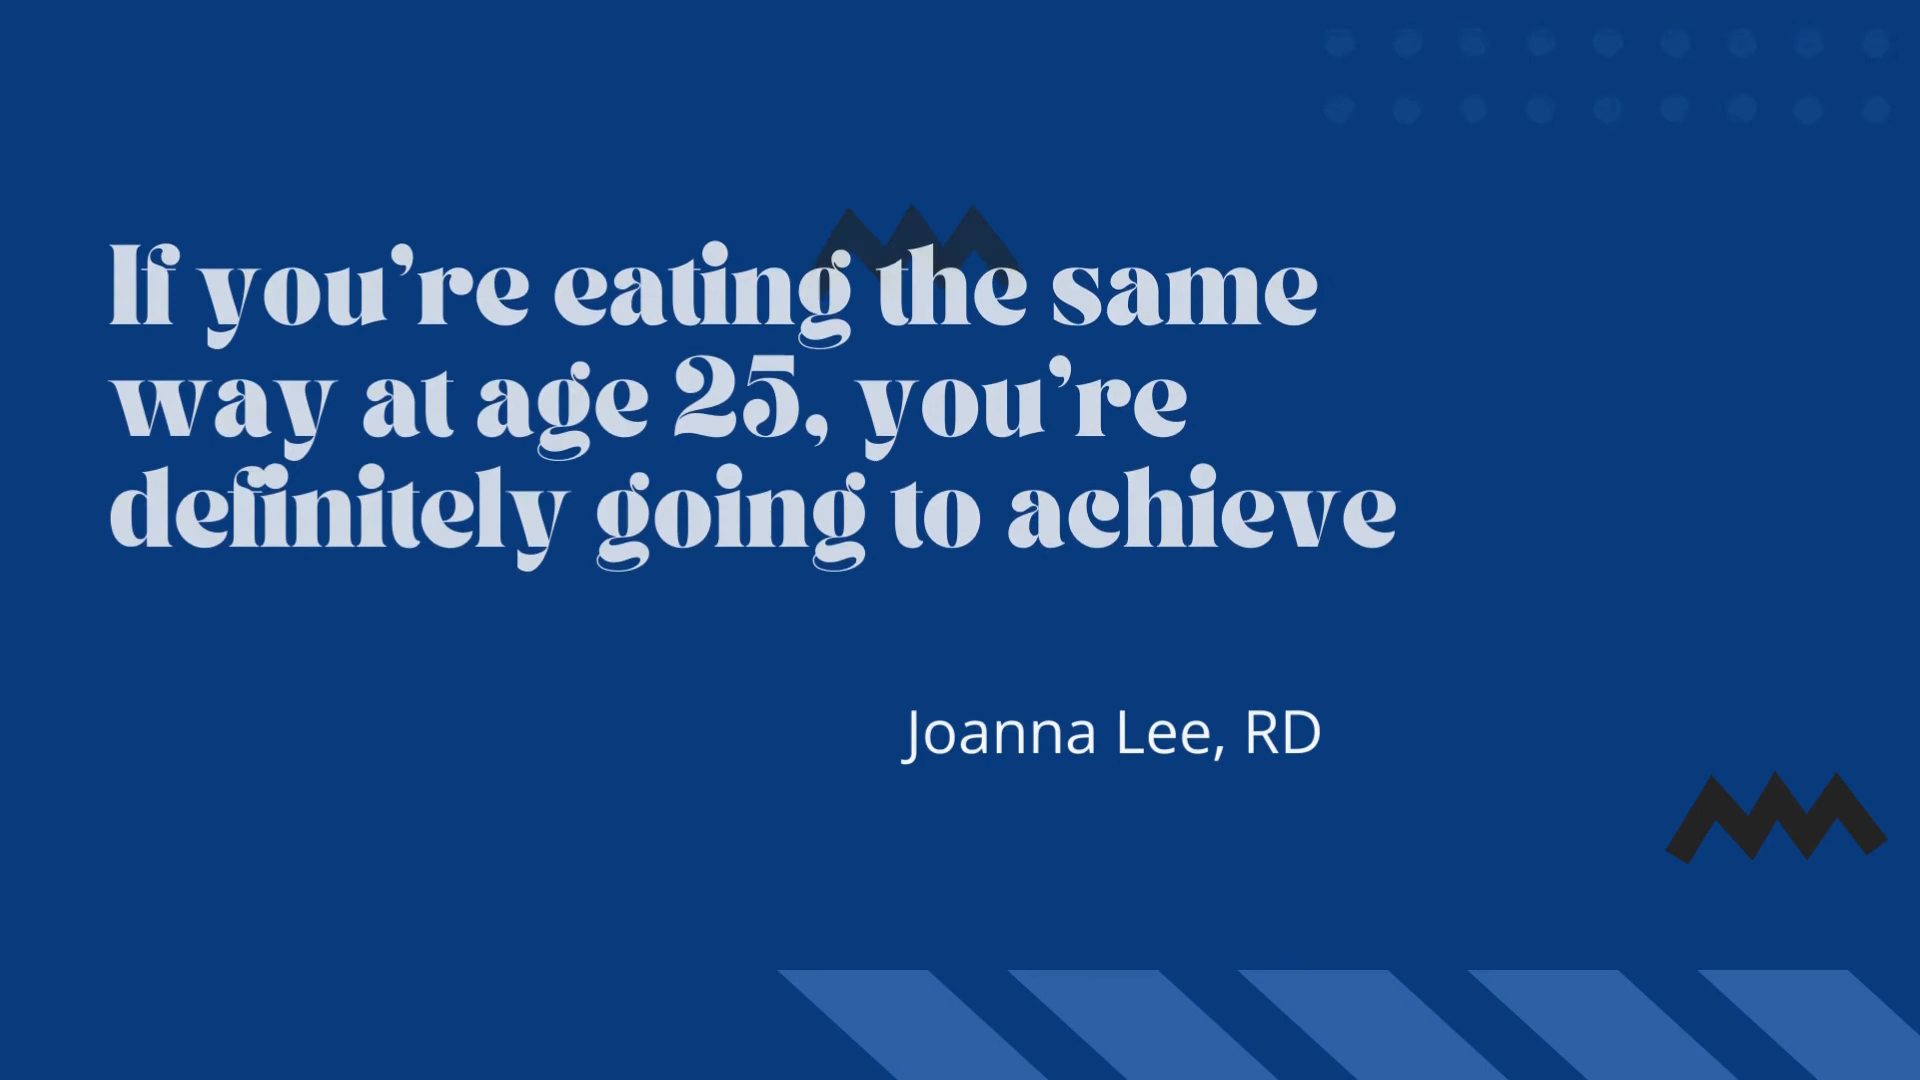 If you’re eating the same
way at age 25, you’re
definitely going to achieve
Joanna Lee, RD